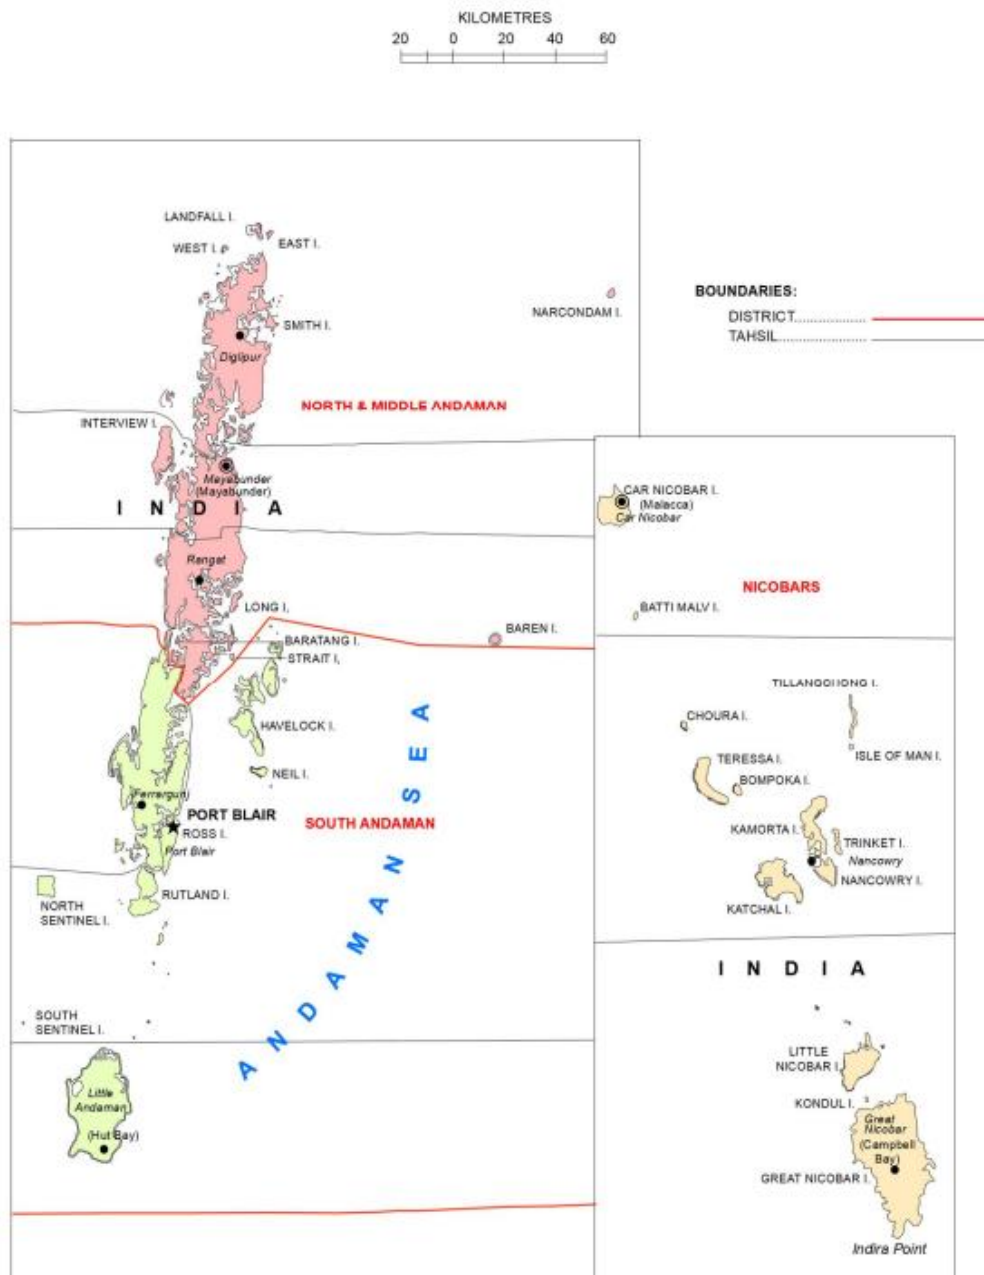 KILOMETRES
20 0 20 40 60
LANDFALL I.
WEST I.
EAST I.
NARCONDAM I.
SMITH I.
Diglipur
BOUNDARIES:
DISTRICT..................
TAHSIL......................
NORTH & MIDDLE ANDAMAN
INTERVIEW I.
Mayabunder
(Mayabunder)
I N D I A
CAR NICOBAR I.
(Malacca)
Car Nicobar
Rangat
NICOBARS
LONG I,
BATTI MALV I.
BAREN I.
BARATANG I.
STRAIT I,
TILLANGCHONG I.
CHOURA I.
HAVELOCK I.
ISLE OF MAN I.
TERESSA I.
NEIL I.
BOMPOKA I.
Ferrargunj
PORT BLAIR
ROSS I.
SOUTH ANDAMAN
KAMORTA I.
TRINKET I.
Port Blair
Nancowry
NANCOWRY I.
RUTLAND I.
NORTH
SENTINEL I.
KATCHAL I.
ANDAMAN SEA
I N D I A
SOUTH
SENTINEL I.
LITTLE
NICOBAR I.
Little
Andaman
(Hut Bay)
KONDUL I.
Great
Nicobar
(Campbell
Bay)
GREAT NICOBAR I.
Indira Point